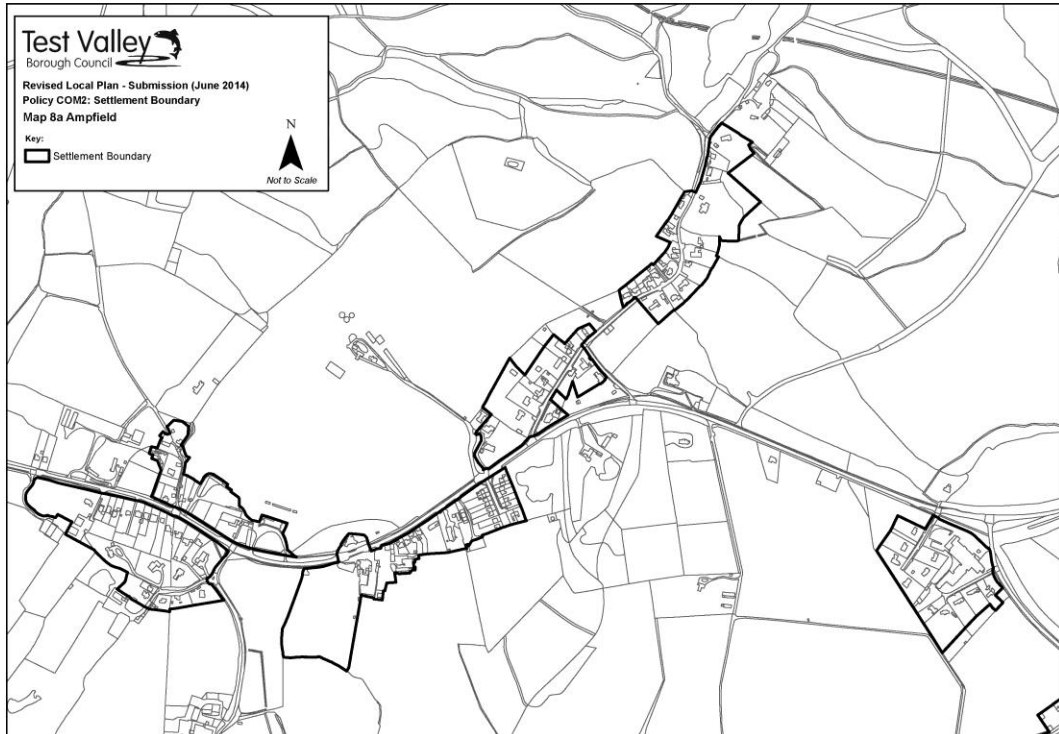 Test Valley
Borough Council
Revised Local Plan - Submission (June 2014)
Policy COM2: Settlement Boundary
Map 8a Ampfield
Key:
Settlement Boundary
N
Not to Scale